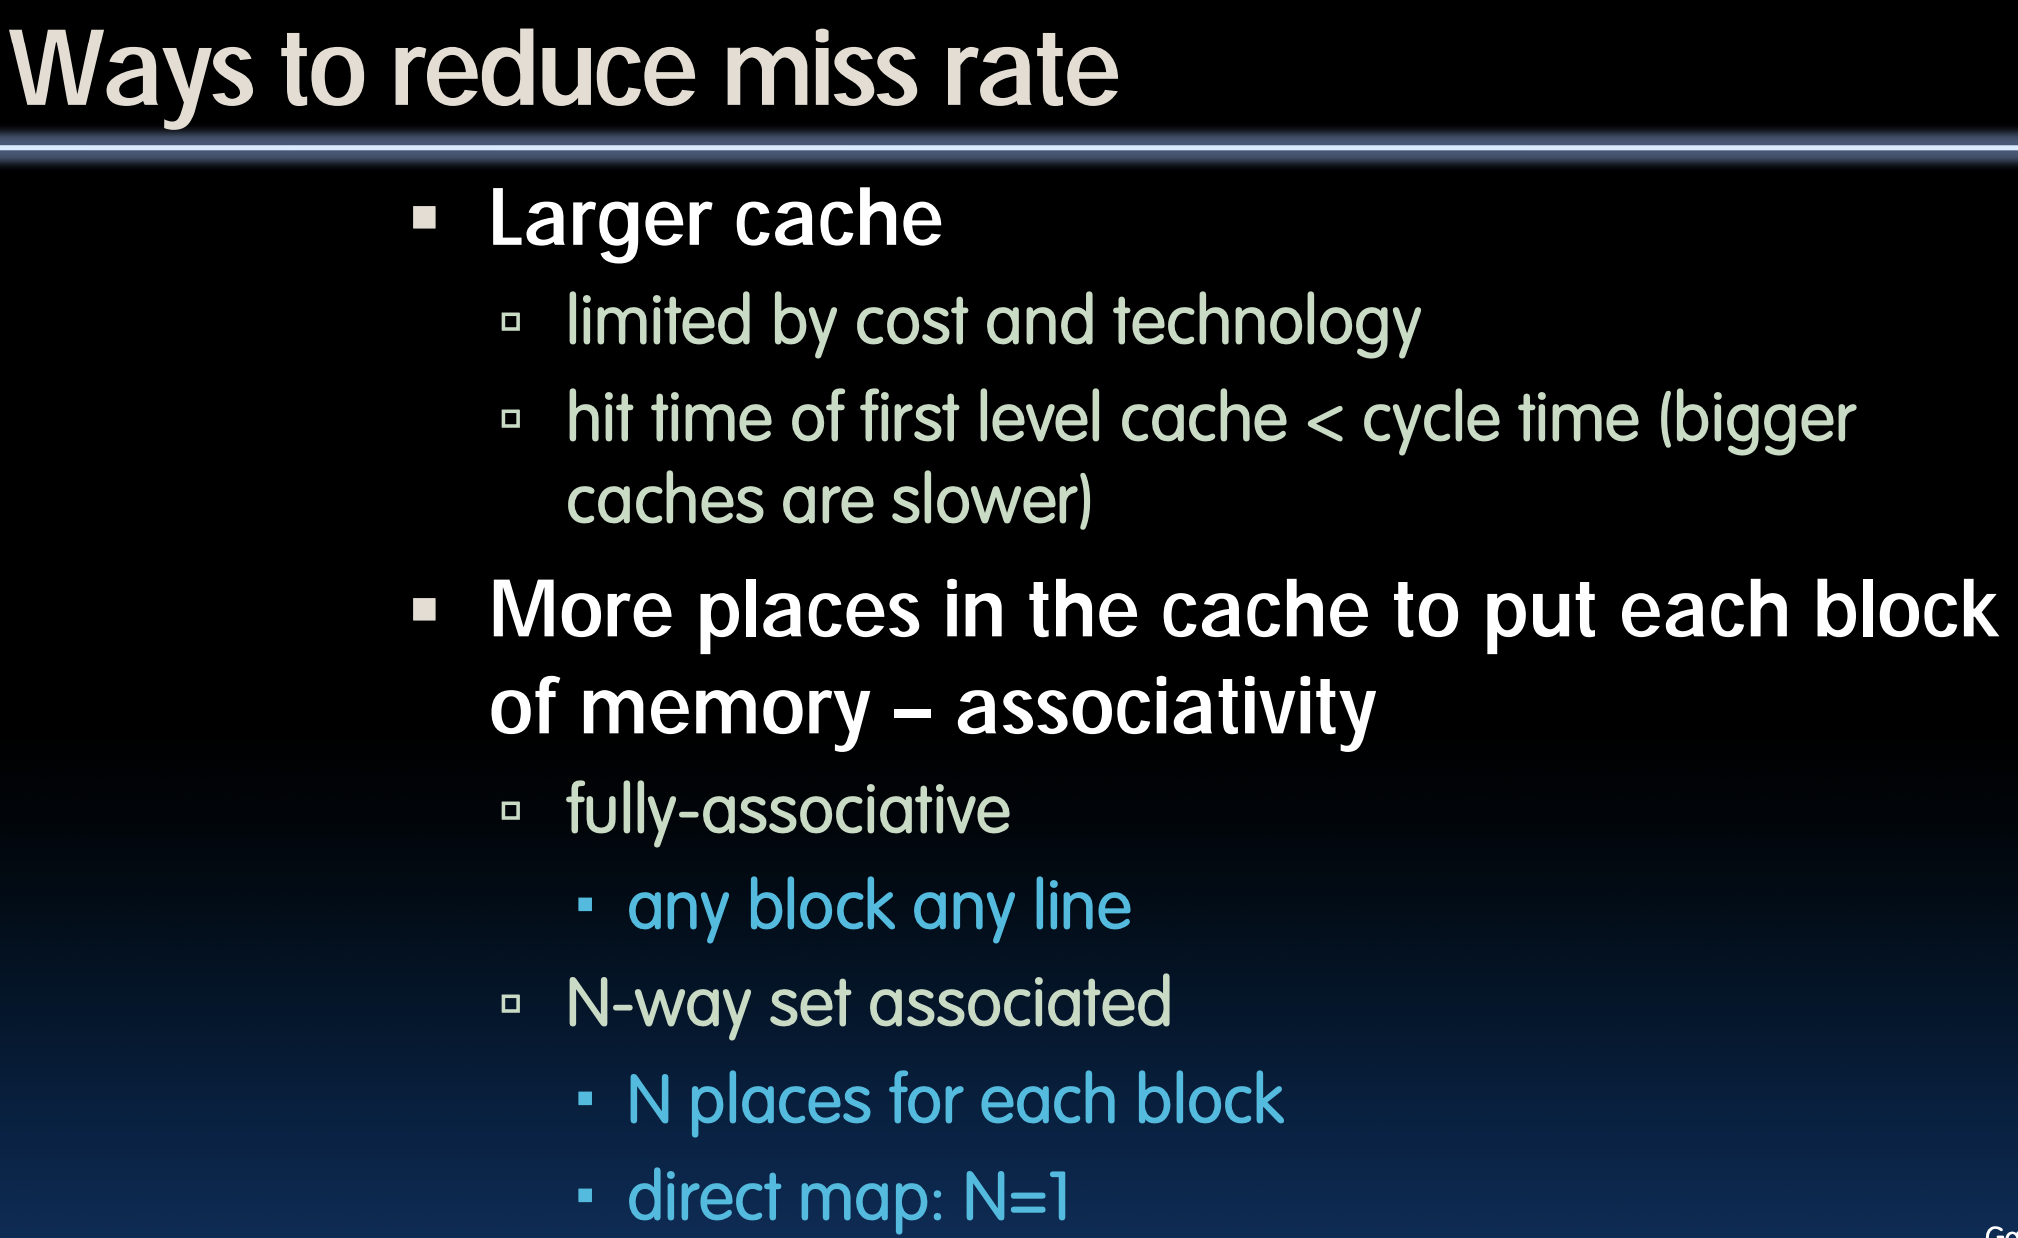 Ways to reduce miss rate
Larger cache
limited by cost and technology
hit time of first level cache < cycle time (bigger
caches are slower)
More places in the cache to put each block
of memory – associativity
fully-associative
any block any line
N-way set associated
N places for each block
direct map: N=1